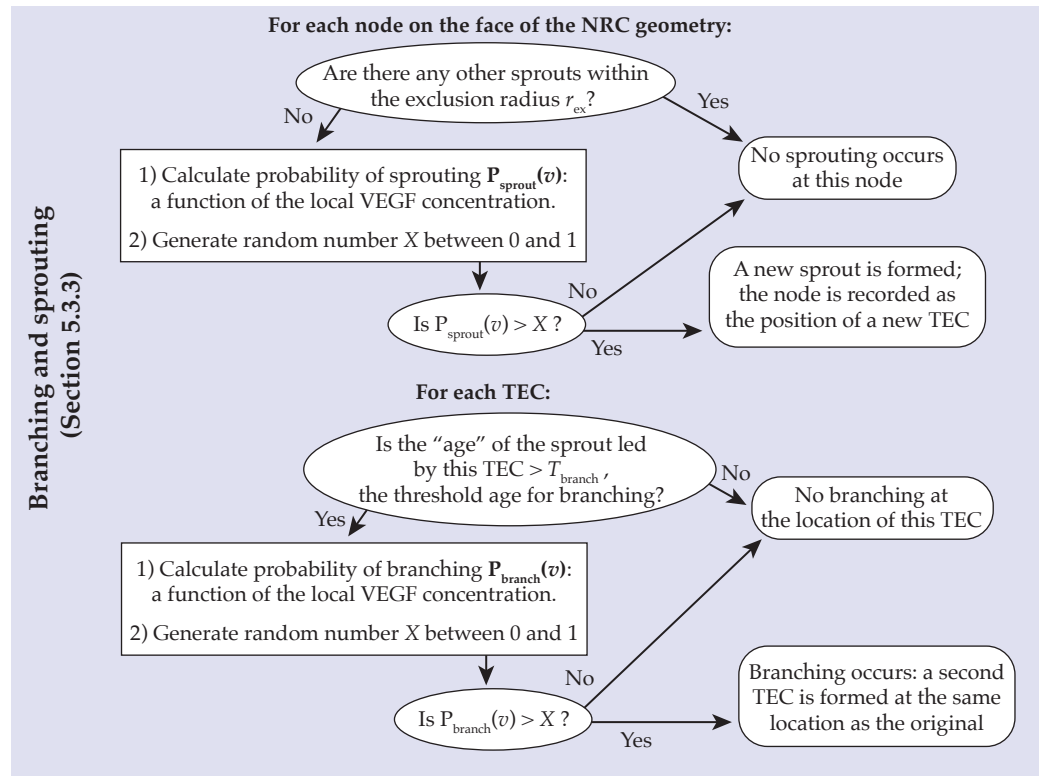 For each node on the face of the NRC geometry:
Are there any other sprouts within
the exclusion radius r_ex?
No
Yes
1) Calculate probability of sprouting P_sprout(v):
a function of the local VEGF concentration.
2) Generate random number X between 0 and 1
No sprouting occurs
at this node
Is P_sprout(v) > X ?
No
Yes
A new sprout is formed;
the node is recorded as
the position of a new TEC
Branching and sprouting
(Section 5.3.3)
For each TEC:
Is the “age” of the sprout led
by this TEC > T_branch ,
the threshold age for branching?
No
Yes
No branching at
the location of this TEC
1) Calculate probability of branching P_branch(v):
a function of the local VEGF concentration.
2) Generate random number X between 0 and 1
Is P_branch(v) > X ?
No
Yes
Branching occurs: a second
TEC is formed at the same
location as the original